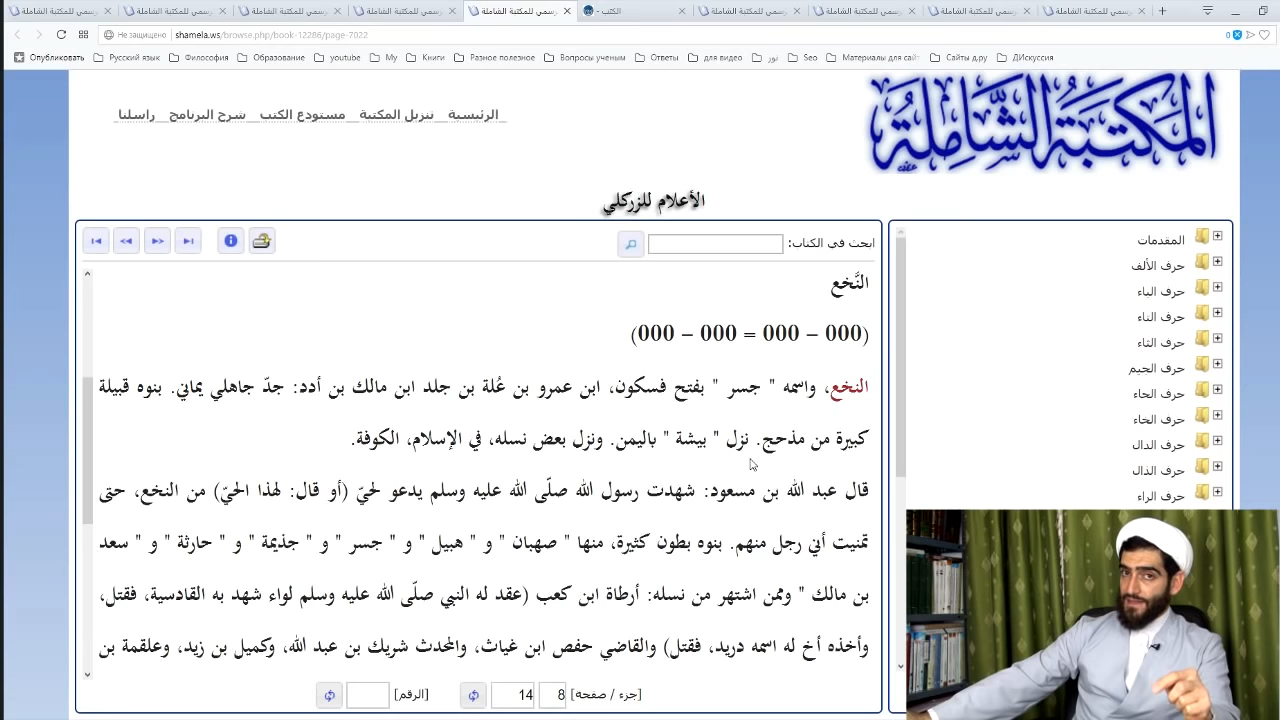 رسمي للمكتبة الشاملة
الكتب -
Не защищено
shamela.ws/browse.php/book-12286/page-7022
0
Опубликовать
Русский язык
Философия
Образование
youtube
My
Книги
Разное полезное
Вопросы ученым
Ответы
для видео
نور
Seo
Материалы для сайт
Сайты д.ру
ДИскуссия
الرئيسية
تنزيل المكتبة
مستودع الكتب
شرح البرنامج
راسلنا
المكتبة الشاملة
الأعلام للزركلي
ابحث في الكتاب:
النَّخع
(000 - 000 = 000 - 000)
النخع، واسمه " جسر " بفتح فسكون، ابن عمرو بن عُلة بن جلد ابن مالك بن أدد: جدّ جاهلي يماني. بنوه قبيلة
كبيرة من مذحج. نزل " بيشة " باليمن. ونزل بعض نسله، في الإسلام، الكوفة.
قال عبد الله بن مسعود: شهدت رسول الله صلّى الله عليه وسلم يدعو لحيّ (أو قال: لهذا الحيّ) من النخع، حتى
تمنيت أني رجل منهم. بنوه بطون كثيرة، منها " صهبان " و " هبيل " و " جسر " و " جذيمة " و " حارثة " و " سعد
بن مالك " وممن اشتهر من نسله: أرطاة ابن كعب (عقد له النبي صلّى الله عليه وسلم لواء شهد به القادسية، فقتل،
وأخذه أخ له اسمه دريد، فقتل) والقاضي حفص ابن غياث، والمحدث شريك بن عبد الله، وكميل بن زيد، وعلقمة بن
[جزء / صفحة]
8
14
[الرقم]
المقدمات
حرف الألف
حرف الباء
حرف التاء
حرف الثاء
حرف الجيم
حرف الحاء
حرف الخاء
حرف الدال
حرف الذال
حرف الراء